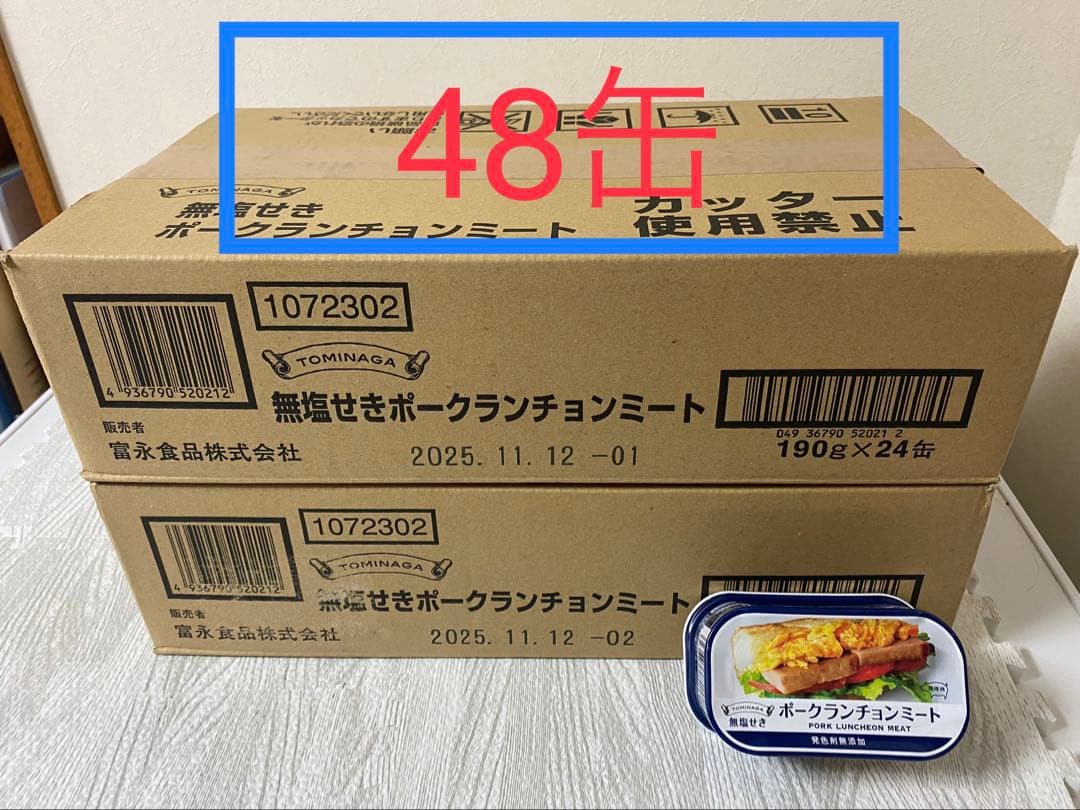 48缶
TOMINAGA
無塩せき
ポークランチョンミート
カッター
使用禁止
1072302
TOMINAGA
無塩せきポークランチョンミート
4 936790 520212
販売者
富永食品株式会社
2025. 11. 12 -01
049 36790 52021 2
190g×24缶
1072302
TOMINAGA
無塩せきポークランチョンミート
4 936790 520212
販売者
富永食品株式会社
2025. 11. 12 -02
TOMINAGA
無塩せき
ポークランチョンミート
PORK LUNCHEON MEAT
発色剤無添加